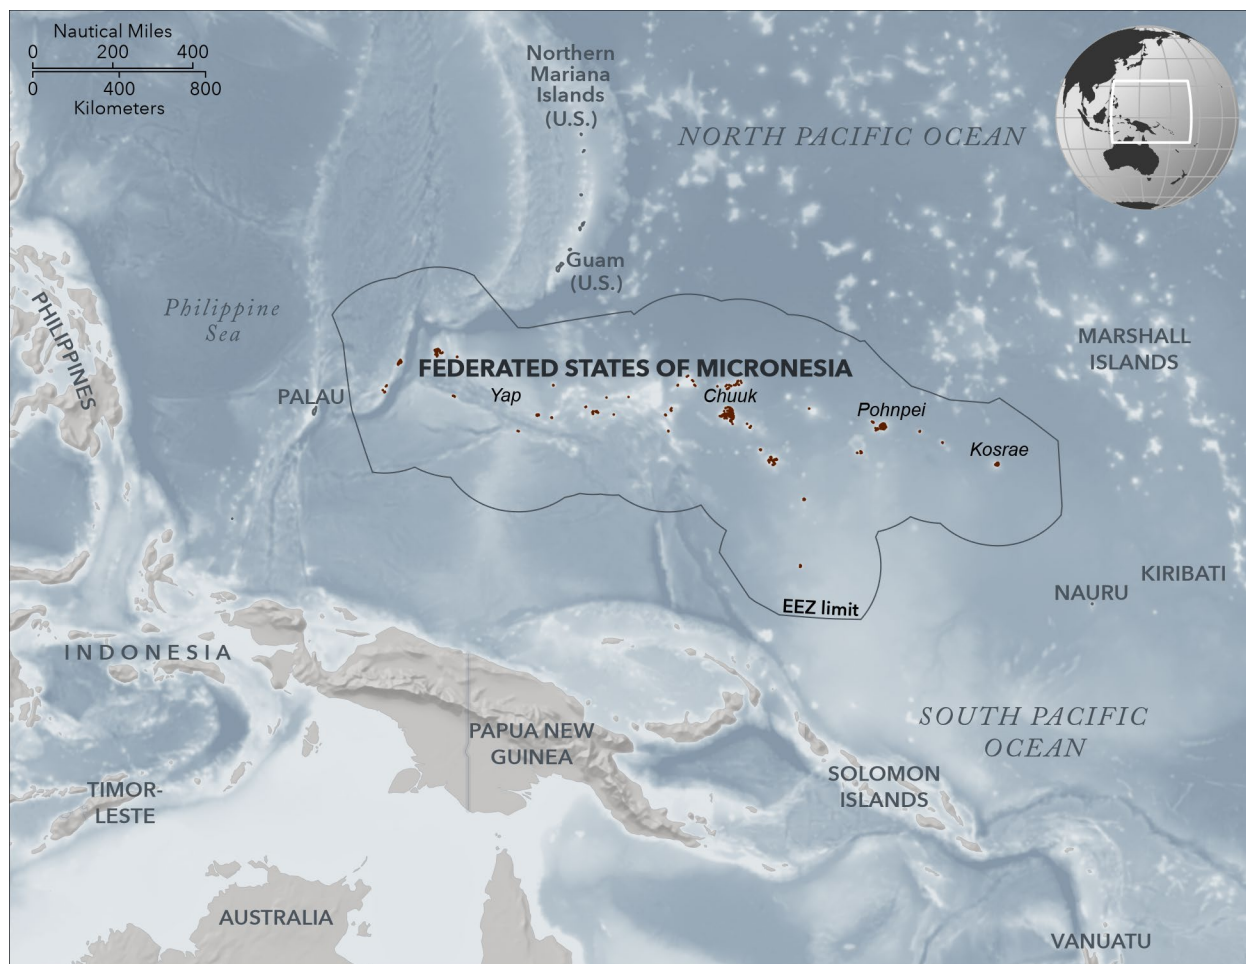 Nautical Miles
0 200 400
0 400 800
Kilometers
Northern
Mariana
Islands
(U.S.)
NORTH PACIFIC OCEAN
Guam
(U.S.)
Philippine
Sea
PHILIPPINES
MARSHALL
ISLANDS
FEDERATED STATES OF MICRONESIA
PALAU
Yap
Chuuk
Pohnpei
Kosrae
KIRIBATI
NAURU
EEZ limit
INDONESIA
SOUTH PACIFIC
OCEAN
PAPUA NEW
GUINEA
SOLOMON
ISLANDS
TIMOR-
LESTE
AUSTRALIA
VANUATU